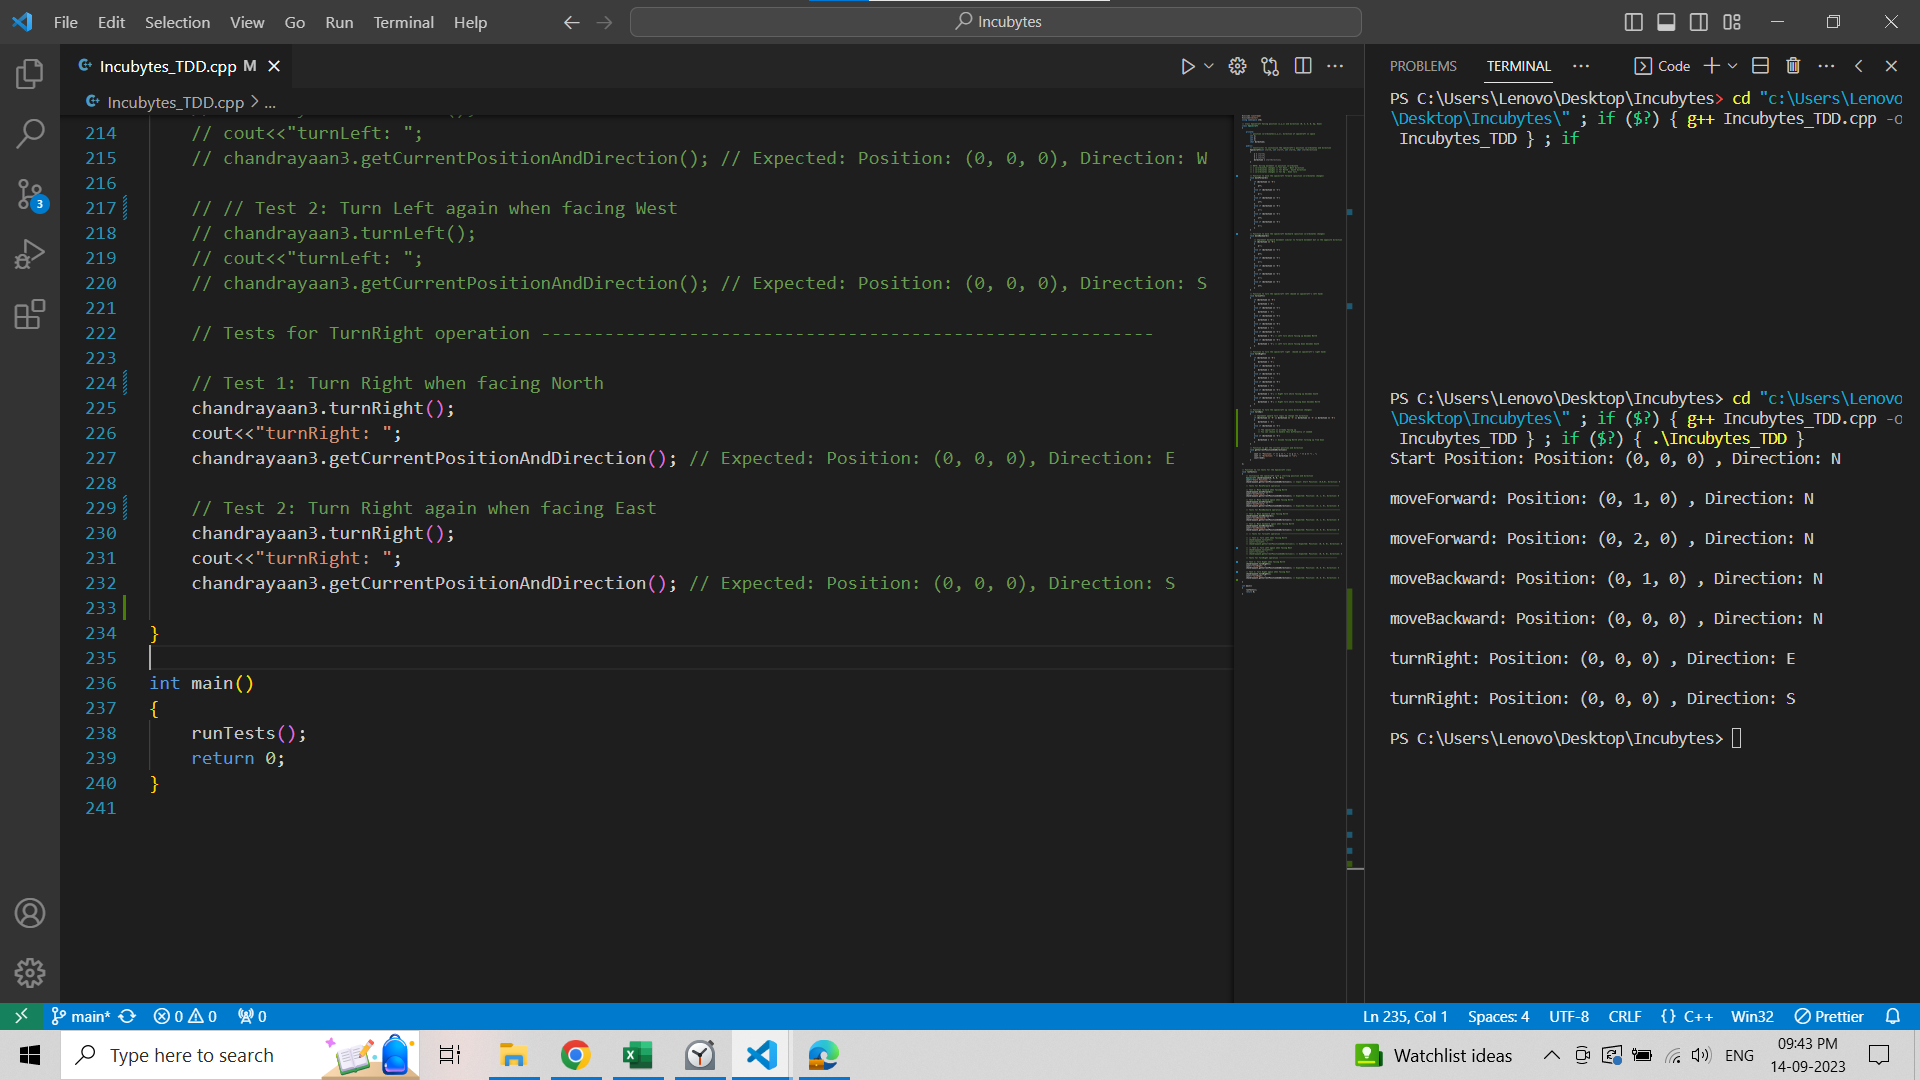 File Edit Selection View Go Run Terminal Help
Incubytes
Incubytes_TDD.cpp M
Incubytes_TDD.cpp > ...
214 // cout<<"turnLeft: ";
215 // chandrayaan3.getCurrentPositionAndDirection(); // Expected: Position: (0, 0, 0), Direction: W
216
217 // // Test 2: Turn Left again when facing West
218 // chandrayaan3.turnLeft();
219 // cout<<"turnLeft: ";
220 // chandrayaan3.getCurrentPositionAndDirection(); // Expected: Position: (0, 0, 0), Direction: S
221
222 // Tests for TurnRight operation ----------------------------------------------------------
223
224 // Test 1: Turn Right when facing North
225 chandrayaan3.turnRight();
226 cout<<"turnRight: ";
227 chandrayaan3.getCurrentPositionAndDirection(); // Expected: Position: (0, 0, 0), Direction: E
228
229 // Test 2: Turn Right again when facing East
230 chandrayaan3.turnRight();
231 cout<<"turnRight: ";
232 chandrayaan3.getCurrentPositionAndDirection(); // Expected: Position: (0, 0, 0), Direction: S
233
234 }
235
236 int main()
237 {
238 runTests();
239 return 0;
240 }
241
PROBLEMS TERMINAL ... Code
PS C:\Users\Lenovo\Desktop\Incubytes> cd "c:\Users\Lenovo
\Desktop\Incubytes\" ; if ($?) { g++ Incubytes_TDD.cpp -o
Incubytes_TDD } ; if
PS C:\Users\Lenovo\Desktop\Incubytes> cd "c:\Users\Lenovo
\Desktop\Incubytes\" ; if ($?) { g++ Incubytes_TDD.cpp -o
Incubytes_TDD } ; if ($?) { .\Incubytes_TDD }
Start Position: Position: (0, 0, 0) , Direction: N
moveForward: Position: (0, 1, 0) , Direction: N
moveForward: Position: (0, 2, 0) , Direction: N
moveBackward: Position: (0, 1, 0) , Direction: N
moveBackward: Position: (0, 0, 0) , Direction: N
turnRight: Position: (0, 0, 0) , Direction: E
turnRight: Position: (0, 0, 0) , Direction: S
PS C:\Users\Lenovo\Desktop\Incubytes>
3
main* 0 0 0
Ln 235, Col 1 Spaces: 4 UTF-8 CRLF {} C++ Win32 Prettier
Type here to search
Watchlist ideas
ENG
09:43 PM
14-09-2023